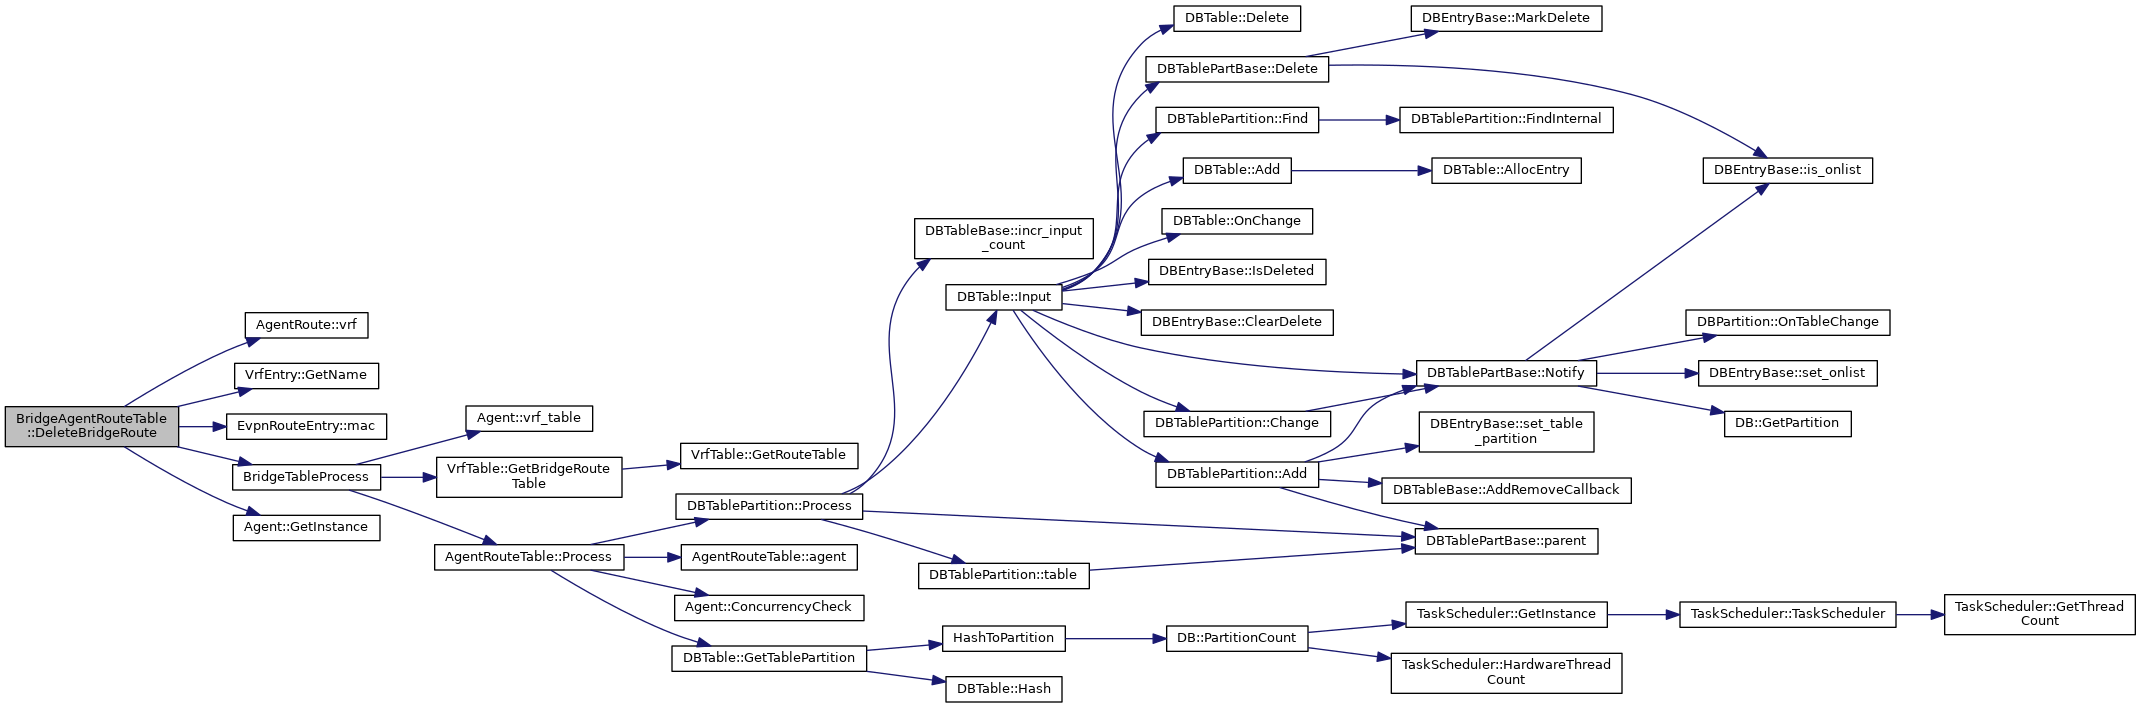 BridgeAgentRouteTable
::DeleteBridgeRoute
AgentRoute::vrf
VrfEntry::GetName
EvpnRouteEntry::mac
BridgeTableProcess
Agent::GetInstance
Agent::vrf_table
VrfTable::GetBridgeRoute
Table
AgentRouteTable::Process
VrfTable::GetRouteTable
DBTablePartition::Process
AgentRouteTable::agent
Agent::ConcurrencyCheck
DBTable::GetTablePartition
DBTableBase::incr_input
_count
DBTable::Input
DBTablePartition::table
HashToPartition
DBTable::Hash
DBTable::Delete
DBTablePartBase::Delete
DBTablePartition::Find
DBTable::Add
DBTable::OnChange
DBEntryBase::IsDeleted
DBEntryBase::ClearDelete
DBTablePartition::Change
DBTablePartition::Add
DB::PartitionCount
DBEntryBase::MarkDelete
DBTablePartition::FindInternal
DBTable::AllocEntry
DBTablePartBase::Notify
DBEntryBase::set_table
_partition
DBTableBase::AddRemoveCallback
DBTablePartBase::parent
TaskScheduler::GetInstance
TaskScheduler::HardwareThread
Count
DBEntryBase::is_onlist
DBPartition::OnTableChange
DBEntryBase::set_onlist
DB::GetPartition
TaskScheduler::TaskScheduler
TaskScheduler::GetThread
Count